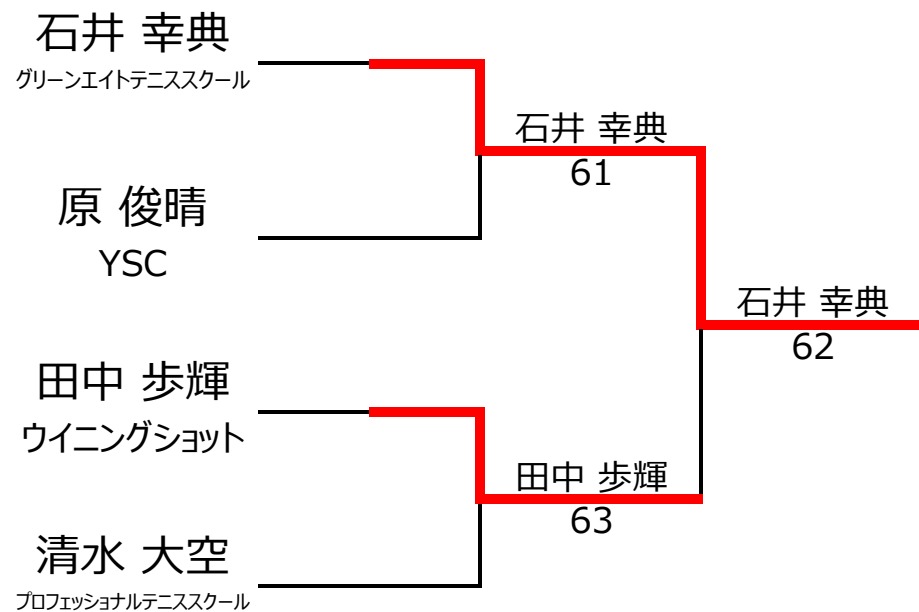 石井 幸典
グリーンエイトテニススクール
石井 幸典
61
原 俊晴
YSC
石井 幸典
62
田中 歩輝
ウイニングショット
田中 歩輝
63
清水 大空
プロフェッショナルテニススクール